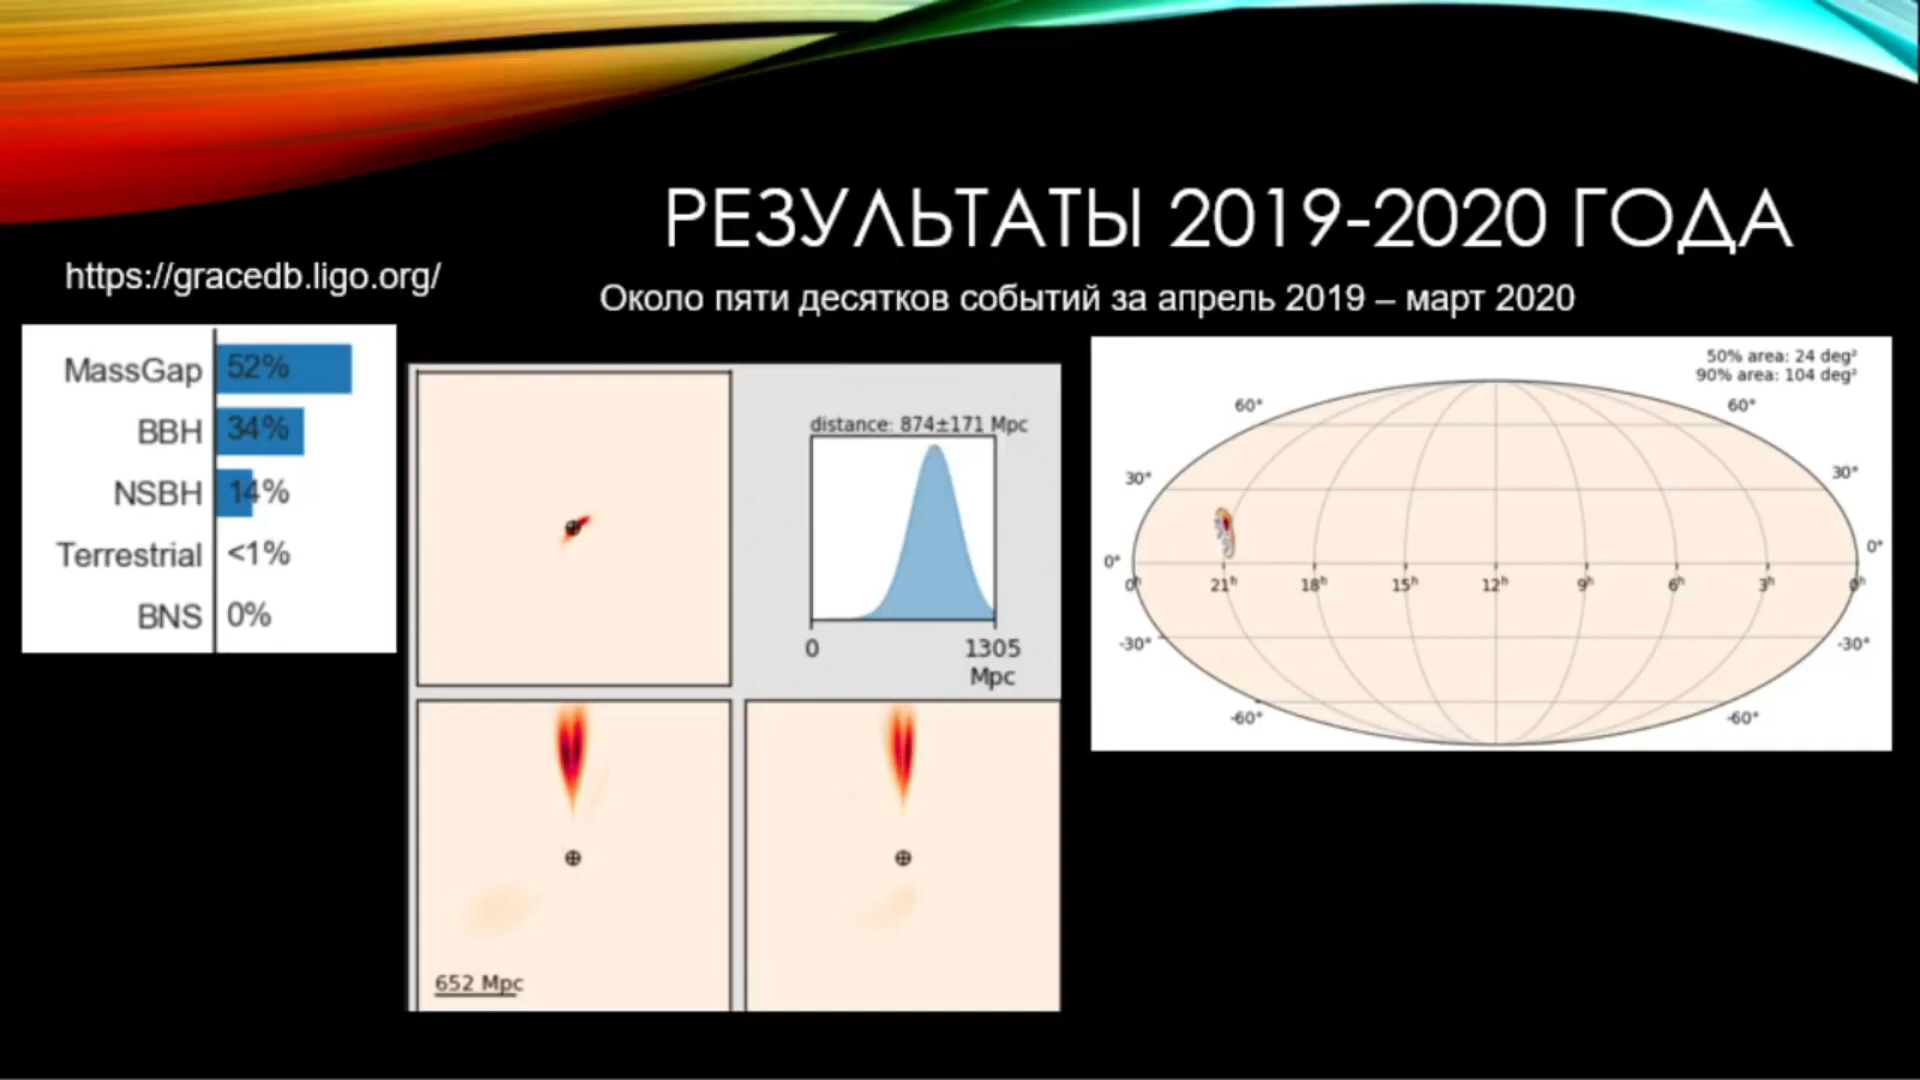 РЕЗУЛЬТАТЫ 2019-2020 ГОДА
https://gracedb.ligo.org/
Около пяти десятков событий за апрель 2019 – март 2020
MassGap 52%
BBH 34%
NSBH 14%
Terrestrial <1%
BNS 0%
distance: 874±171 Mpc
0 1305
Mpc
652 Mpc
50% area: 24 deg²
90% area: 104 deg²
60° 60°
30° 30°
0° 0°
0h 21h 18h 15h 12h 9h 6h 3h 0h
-30° -30°
-60° -60°